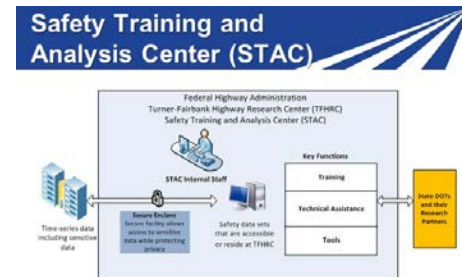 Safety Training and
Analysis Center (STAC)
Federal Highway Administration
Turner-Fairbank Highway Research Center (TFHRC)
Safety Training and Analysis Center (STAC)
STAC Internal Staff
Key Functions
Training
Technical Assistance
Tools
Time-series data
including sensitive
data
Secure Enclave
Secure facility allows
access to sensitive
data while protecting
privacy
Safety data sets
that are accessible
or reside at TFHRC
State DOTs
and their
Research
Partners